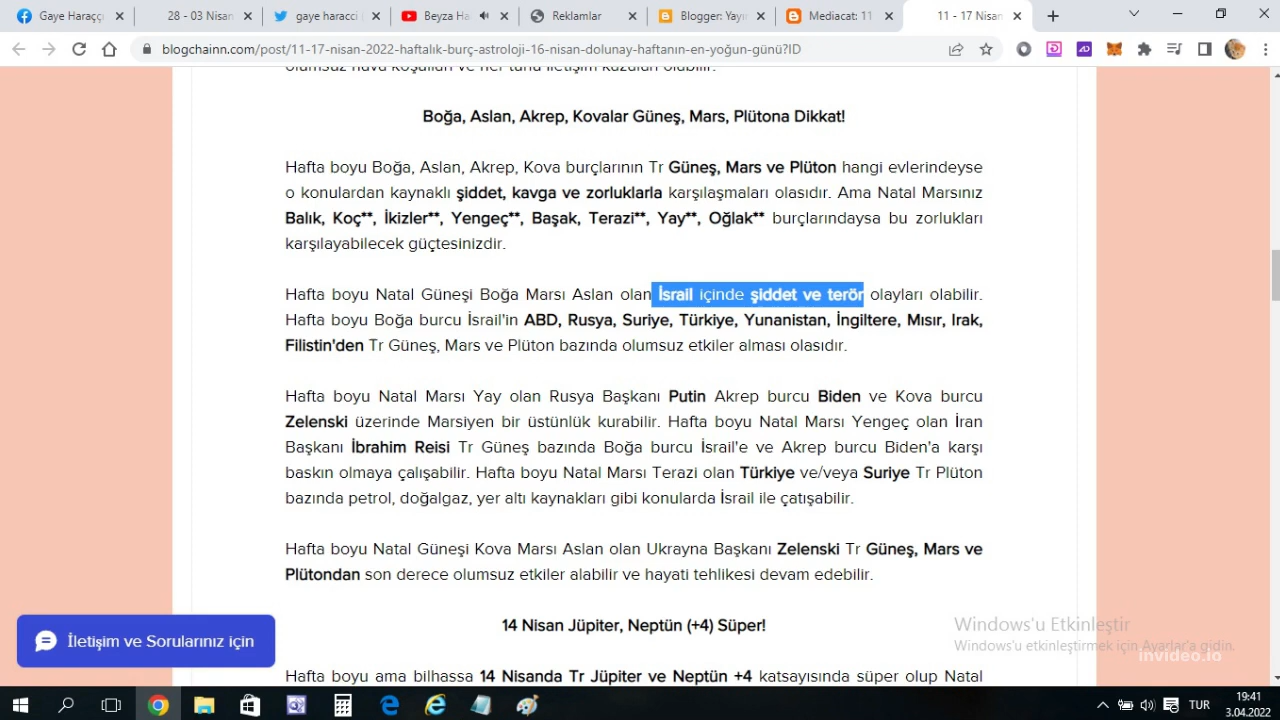 Gaye Haraççı
28 - 03 Nisan
gaye haracci
Beyza Ha
Reklamlar
Blogger: Yayın
Mediacat: 11
11 - 17 Nisan
blogchainn.com/post/11-17-nisan-2022-haftalık-burç-astroloji-16-nisan-dolunay-haftanın-en-yoğun-günü?ID
olumsuz hava koşulları ve her türlü iletişim kazaları olabilir.
Boğa, Aslan, Akrep, Kovalar Güneş, Mars, Plütona Dikkat!
Hafta boyu Boğa, Aslan, Akrep, Kova burçlarının Tr Güneş, Mars ve Plüton hangi evlerindeyse
o konulardan kaynaklı şiddet, kavga ve zorluklarla karşılaşmaları olasıdır. Ama Natal Marsınız
Balık, Koç**, İkizler**, Yengeç**, Başak, Terazi**, Yay**, Oğlak** burçlarındaysa bu zorlukları
karşılayabilecek güçtesinizdir.
Hafta boyu Natal Güneşi Boğa Marsı Aslan olan İsrail içinde şiddet ve terör olayları olabilir.
Hafta boyu Boğa burcu İsrail'in ABD, Rusya, Suriye, Türkiye, Yunanistan, İngiltere, Mısır, Irak,
Filistin'den Tr Güneş, Mars ve Plüton bazında olumsuz etkiler alması olasıdır.
Hafta boyu Natal Marsı Yay olan Rusya Başkanı Putin Akrep burcu Biden ve Kova burcu
Zelenski üzerinde Marsiyen bir üstünlük kurabilir. Hafta boyu Natal Marsı Yengeç olan İran
Başkanı İbrahim Reisi Tr Güneş bazında Boğa burcu İsrail'e ve Akrep burcu Biden'a karşı
baskın olmaya çalışabilir. Hafta boyu Natal Marsı Terazi olan Türkiye ve/veya Suriye Tr Plüton
bazında petrol, doğalgaz, yer altı kaynakları gibi konularda İsrail ile çatışabilir.
Hafta boyu Natal Güneşi Kova Marsı Aslan olan Ukrayna Başkanı Zelenski Tr Güneş, Mars ve
Plütondan son derece olumsuz etkiler alabilir ve hayati tehlikesi devam edebilir.
14 Nisan Jüpiter, Neptün (+4) Süper!
İletişim ve Sorularınız için
Windows'u Etkinleştir
Windows'u etkinleştirmek için Ayarlar'a gidin.
invideo.io
Hafta boyu ama bilhassa 14 Nisanda Tr Jüpiter ve Neptün +4 katsayısında süper olup Natal
TUR
19:41
3.04.2022